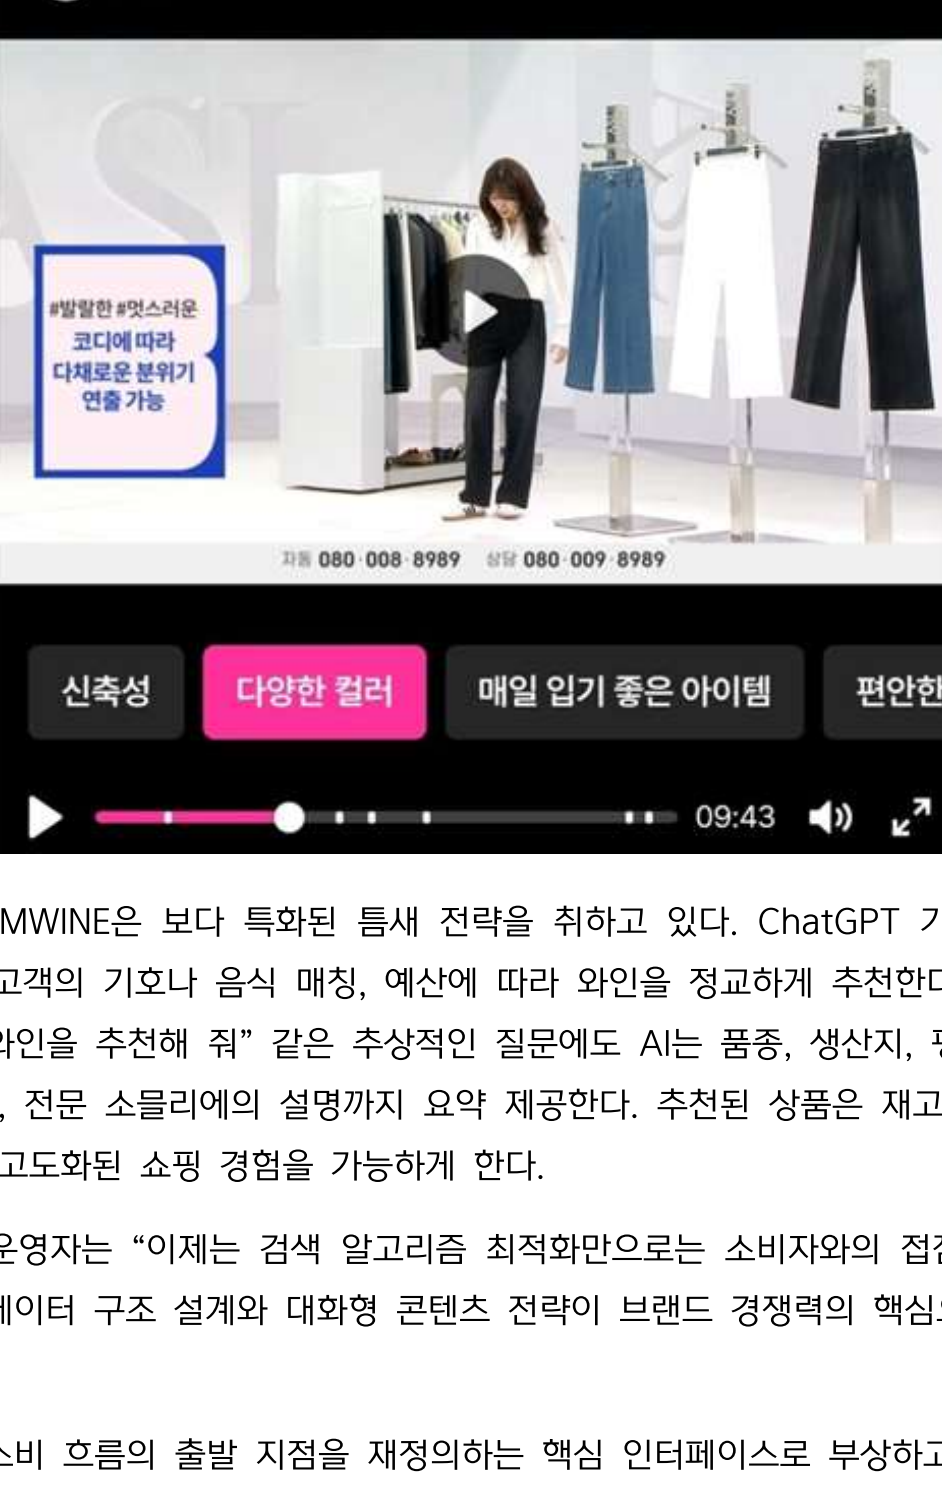 ASI
#발랄한 #멋스러운
코디에 따라
다채로운 분위기
연출 가능
자동 080·008·8989 상담 080·009·8989
신축성 다양한 컬러 매일 입기 좋은 아이템 편안한
09:43
MWINE은 보다 특화된 틈새 전략을 취하고 있다. ChatGPT
고객의 기호나 음식 매칭, 예산에 따라 와인을 정교하게 추천한다
와인을 추천해 줘” 같은 추상적인 질문에도 AI는 품종, 생산지,
, 전문 소믈리에의 설명까지 요약 제공한다. 추천된 상품은 재고
고도화된 쇼핑 경험을 가능하게 한다.
운영자는 “이제는 검색 알고리즘 최적화만으로는 소비자와의 접점
데이터 구조 설계와 대화형 콘텐츠 전략이 브랜드 경쟁력의 핵심으
소비 흐름의 출발 지점을 재정의하는 핵심 인터페이스로 부상하고